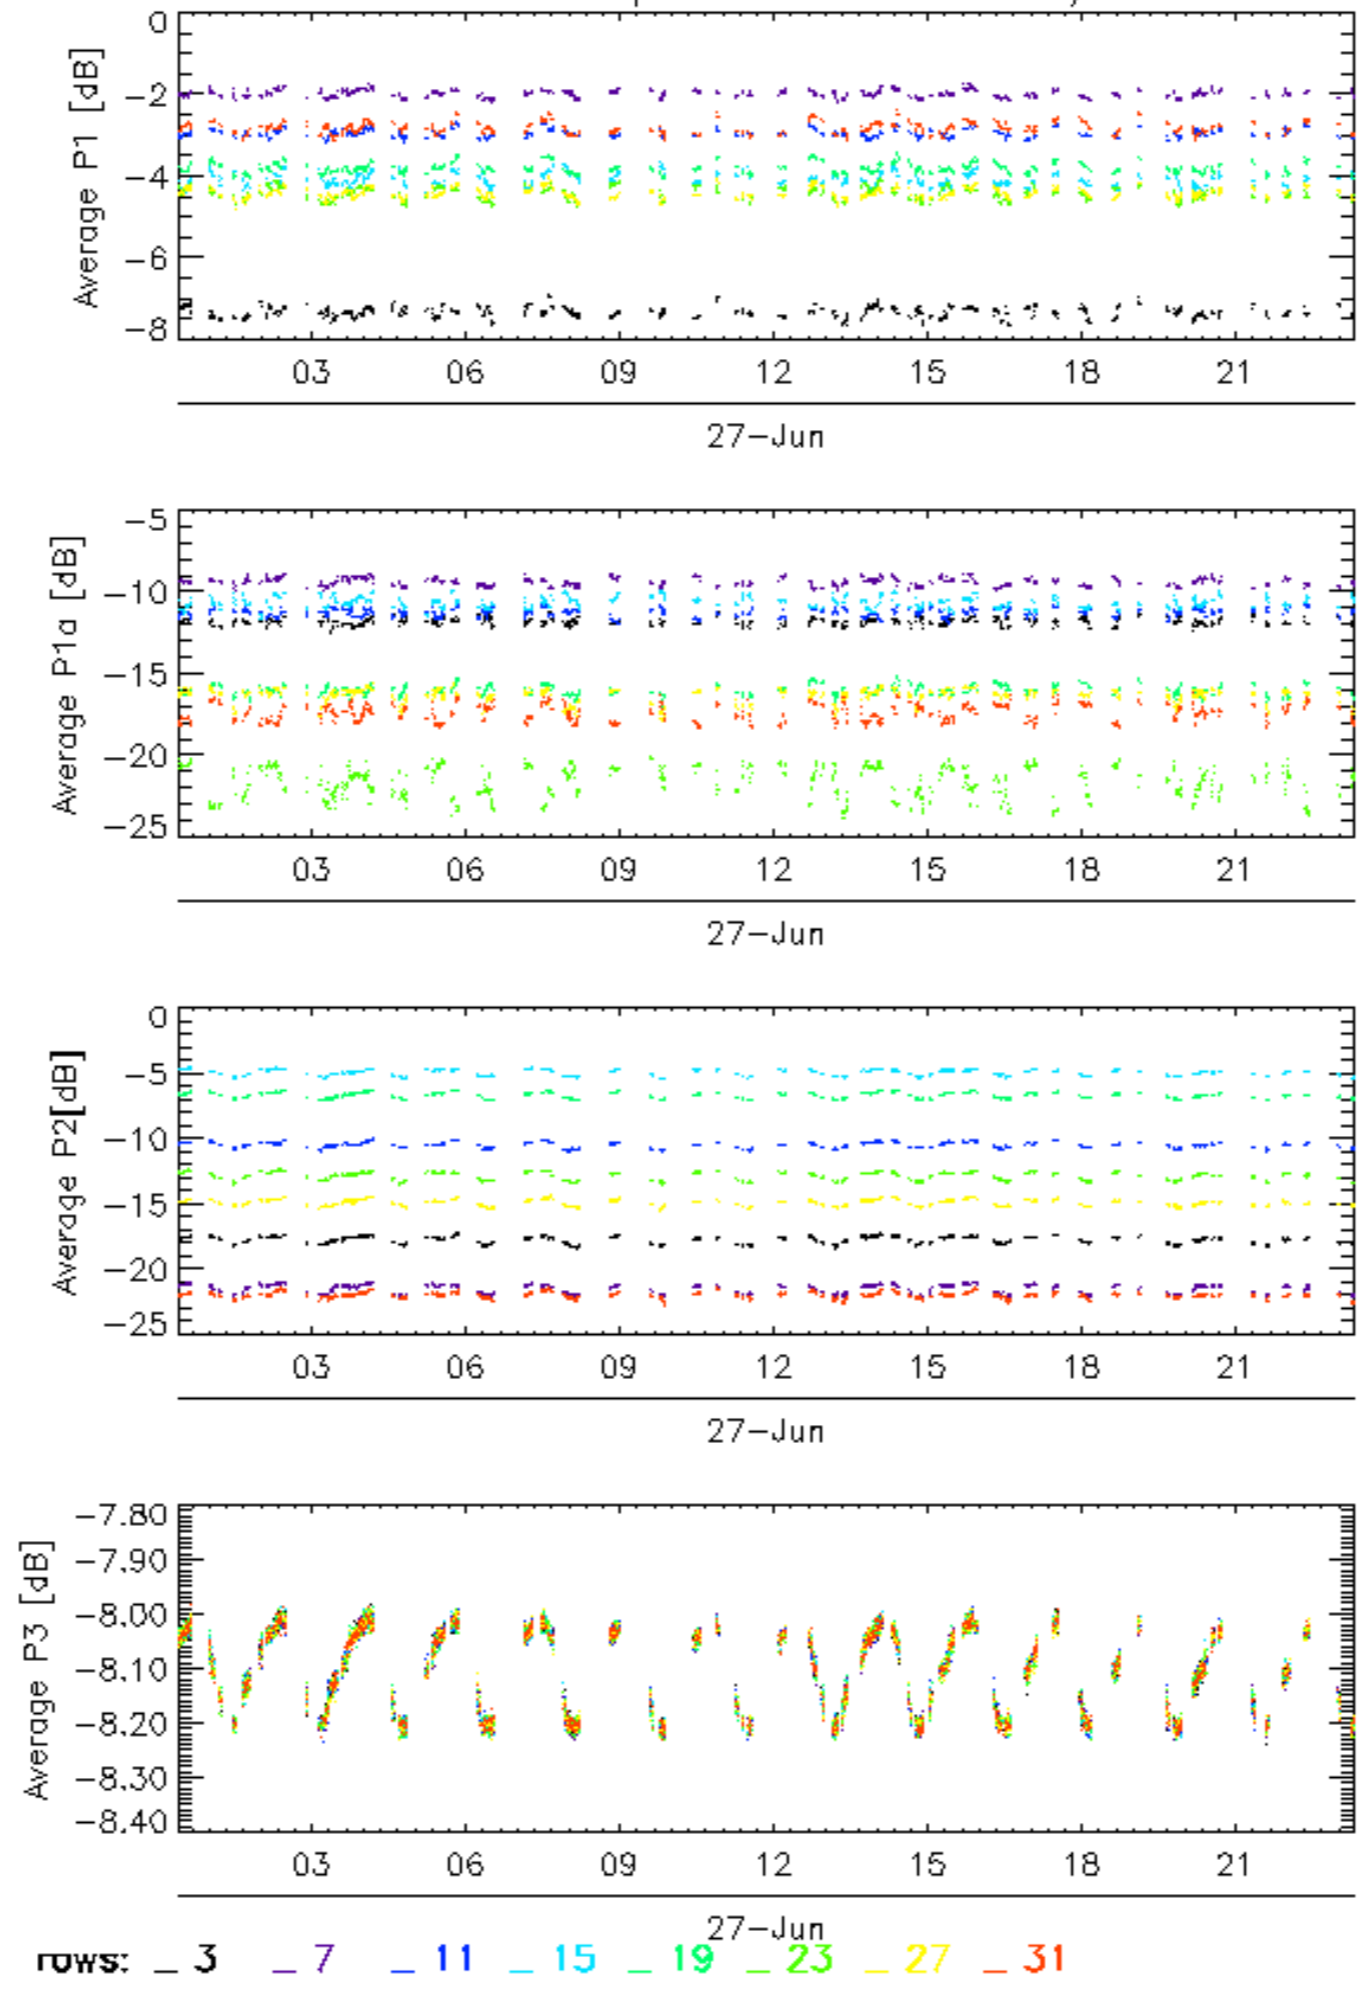 0
-2
-4
-6
-8
Average P1 [dB]
03 06 09 12 15 18 21
27-Jun
-5
-10
-15
-20
-25
Average P1a [dB]
03 06 09 12 15 18 21
27-Jun
0
-5
-10
-15
-20
-25
Average P2[dB]
03 06 09 12 15 18 21
27-Jun
-7.80
-7.90
-8.00
-8.10
-8.20
-8.30
-8.40
Average P3 [dB]
03 06 09 12 15 18 21
27-Jun
rows: _ 3 _ 7 _ 11 _ 15 _ 19 _ 23 _ 27 _ 31